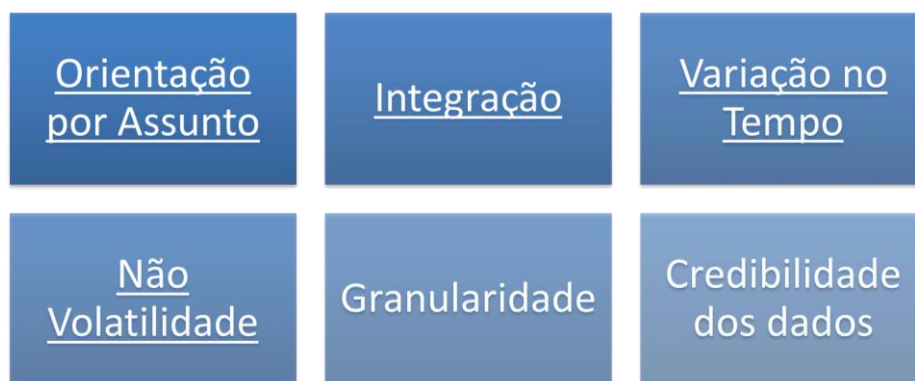 Orientação
por Assunto
Integração
Variação no
Tempo
Não
Volatilidade
Granularidade
Credibilidade
dos dados